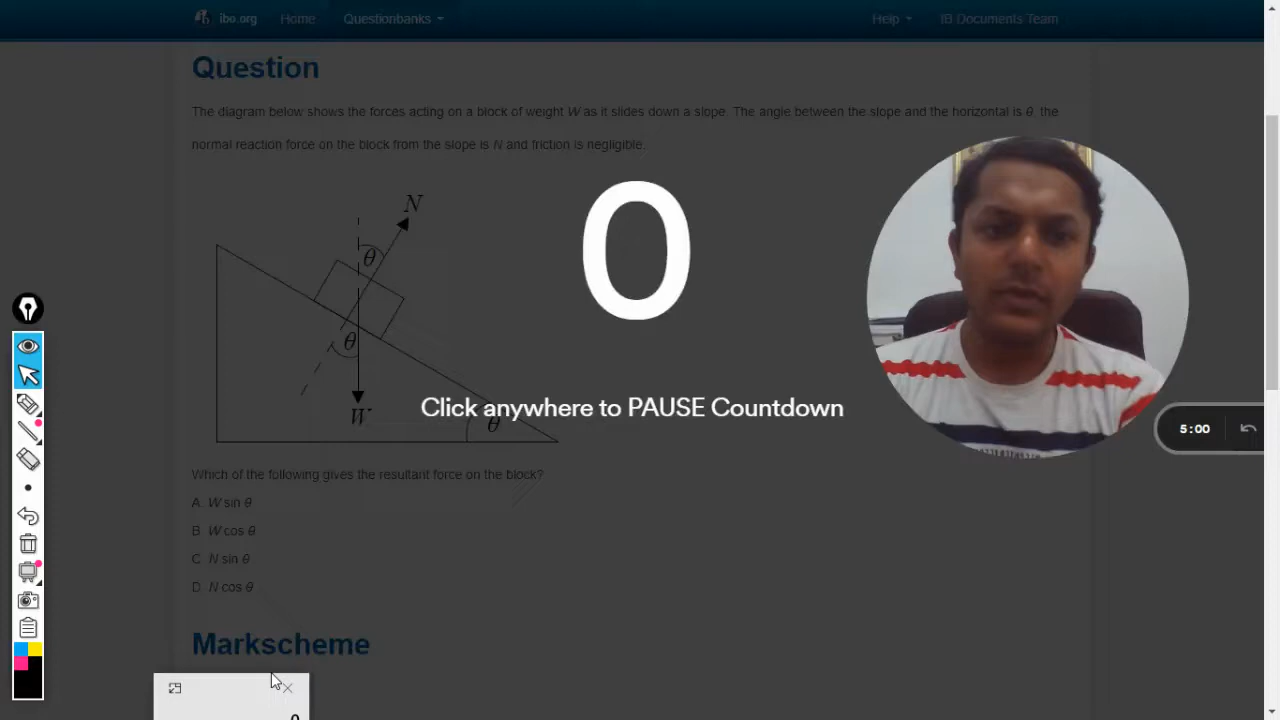 ibo.org Home Questionbanks Help IB Documents Team
Question
The diagram below shows the forces acting on a block of weight W as it slides down a slope. The angle between the slope and the horizontal is θ, the
normal reaction force on the block from the slope is N and friction is negligible.
N
θ
0
θ
Click anywhere to PAUSE Countdown
W
θ
5:00
Which of the following gives the resultant force on the block?
A. W sin θ
B. W cos θ
C. N sin θ
D. N cos θ
Markscheme
0